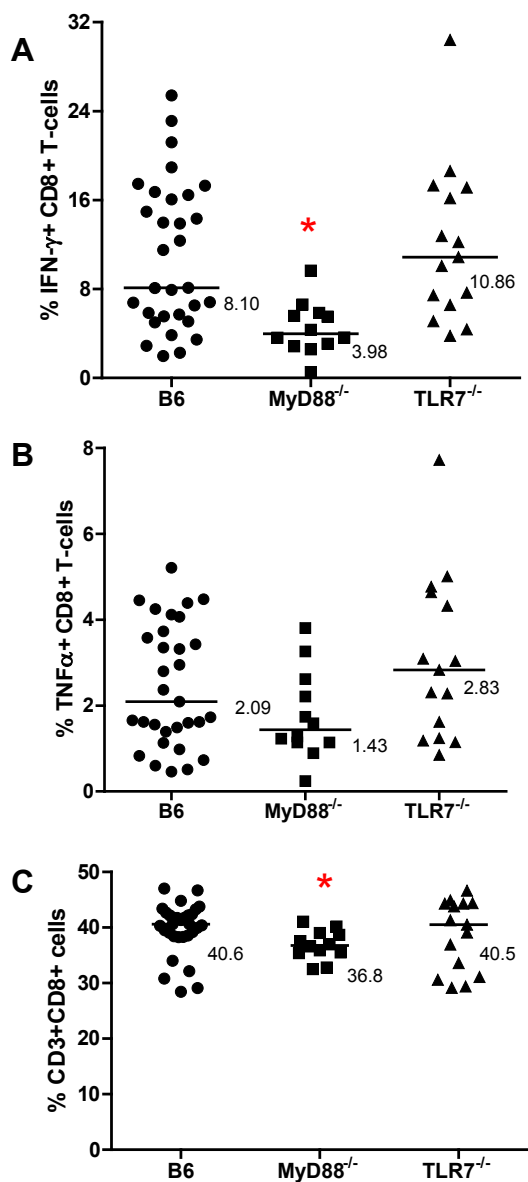 A
% IFN-γ+ CD8+ T-cells
32
24
16
8
0
8.10
*
3.98
10.86
B6
MyD88-/-
TLR7-/-
B
% TNFα+ CD8+ T-cells
8
6
4
2
0
2.09
1.43
2.83
B6
MyD88-/-
TLR7-/-
C
% CD3+CD8+ cells
50
40
30
20
10
0
40.6
*
36.8
40.5
B6
MyD88-/-
TLR7-/-